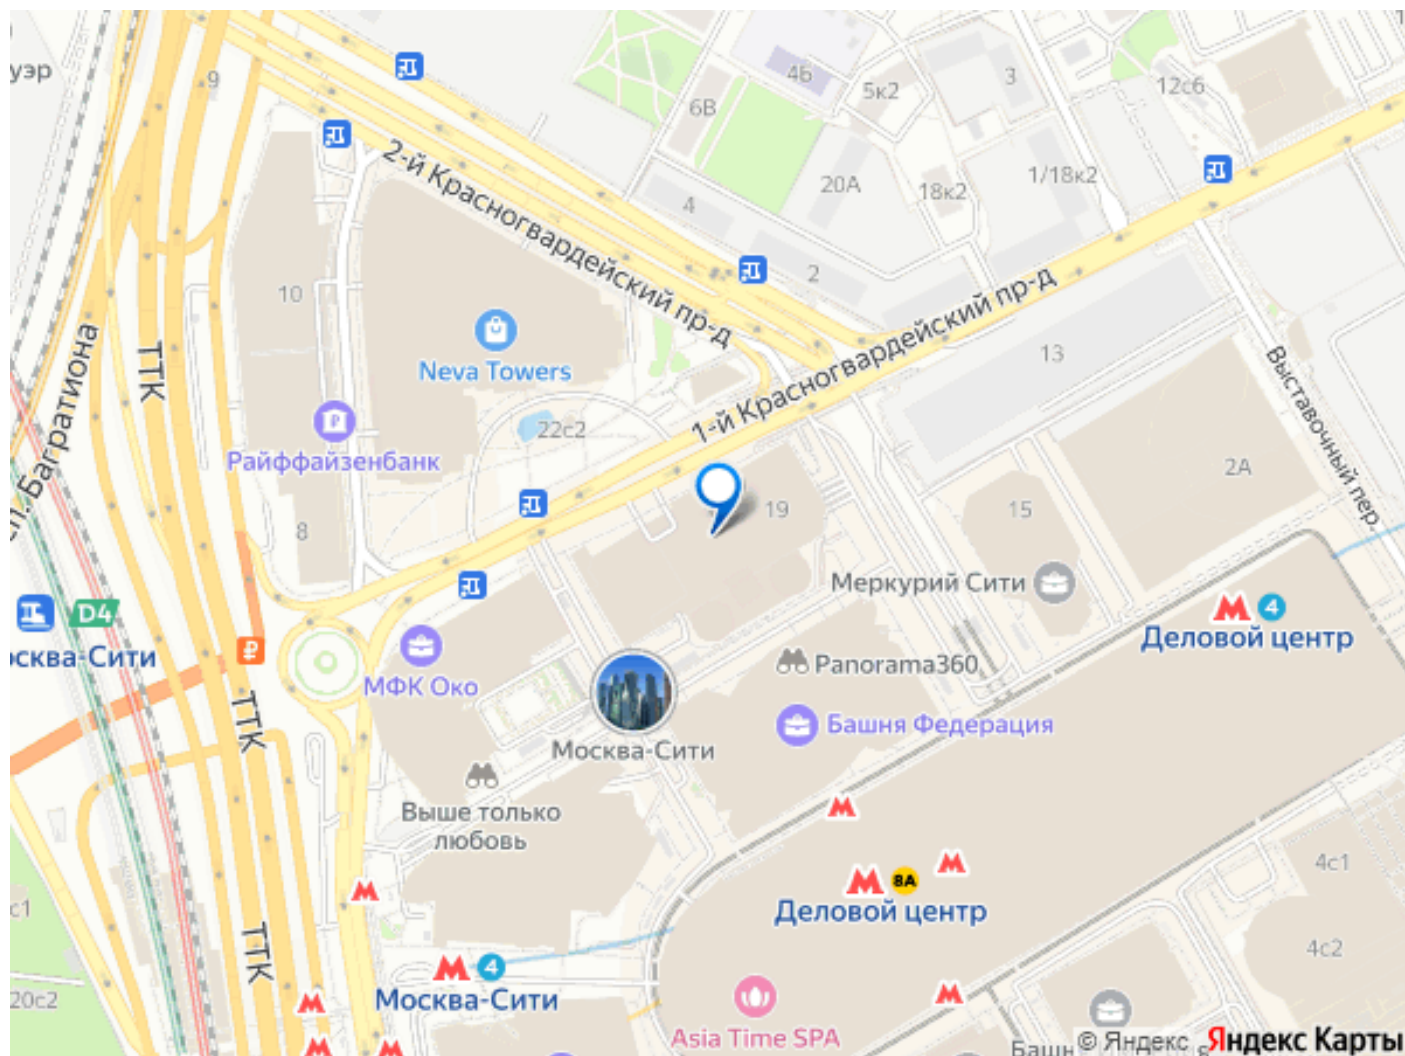 уэр
9
4Б
5к2
3
12с6
6В
2-й Красногвардейский пр-д
20А
18к2
1/18к2
4
2
10
ТТК
Neva Towers
1-й Красногвардейский пр-д
13
Выставочный пер.
ул. Багратиона
22с2
Райффайзенбанк
2А
8
19
15
Меркурий Сити
D4
4
Деловой центр
осква-Сити
₽
МФК Око
Panorama360
ТТК
Башня Федерация
Москва-Сити
Выше только
любовь
4с1
8А
Деловой центр
с1
ТТК
4с2
4
Москва-Сити
20с2
Asia Time SPA
© Яндекс Яндекс Карты